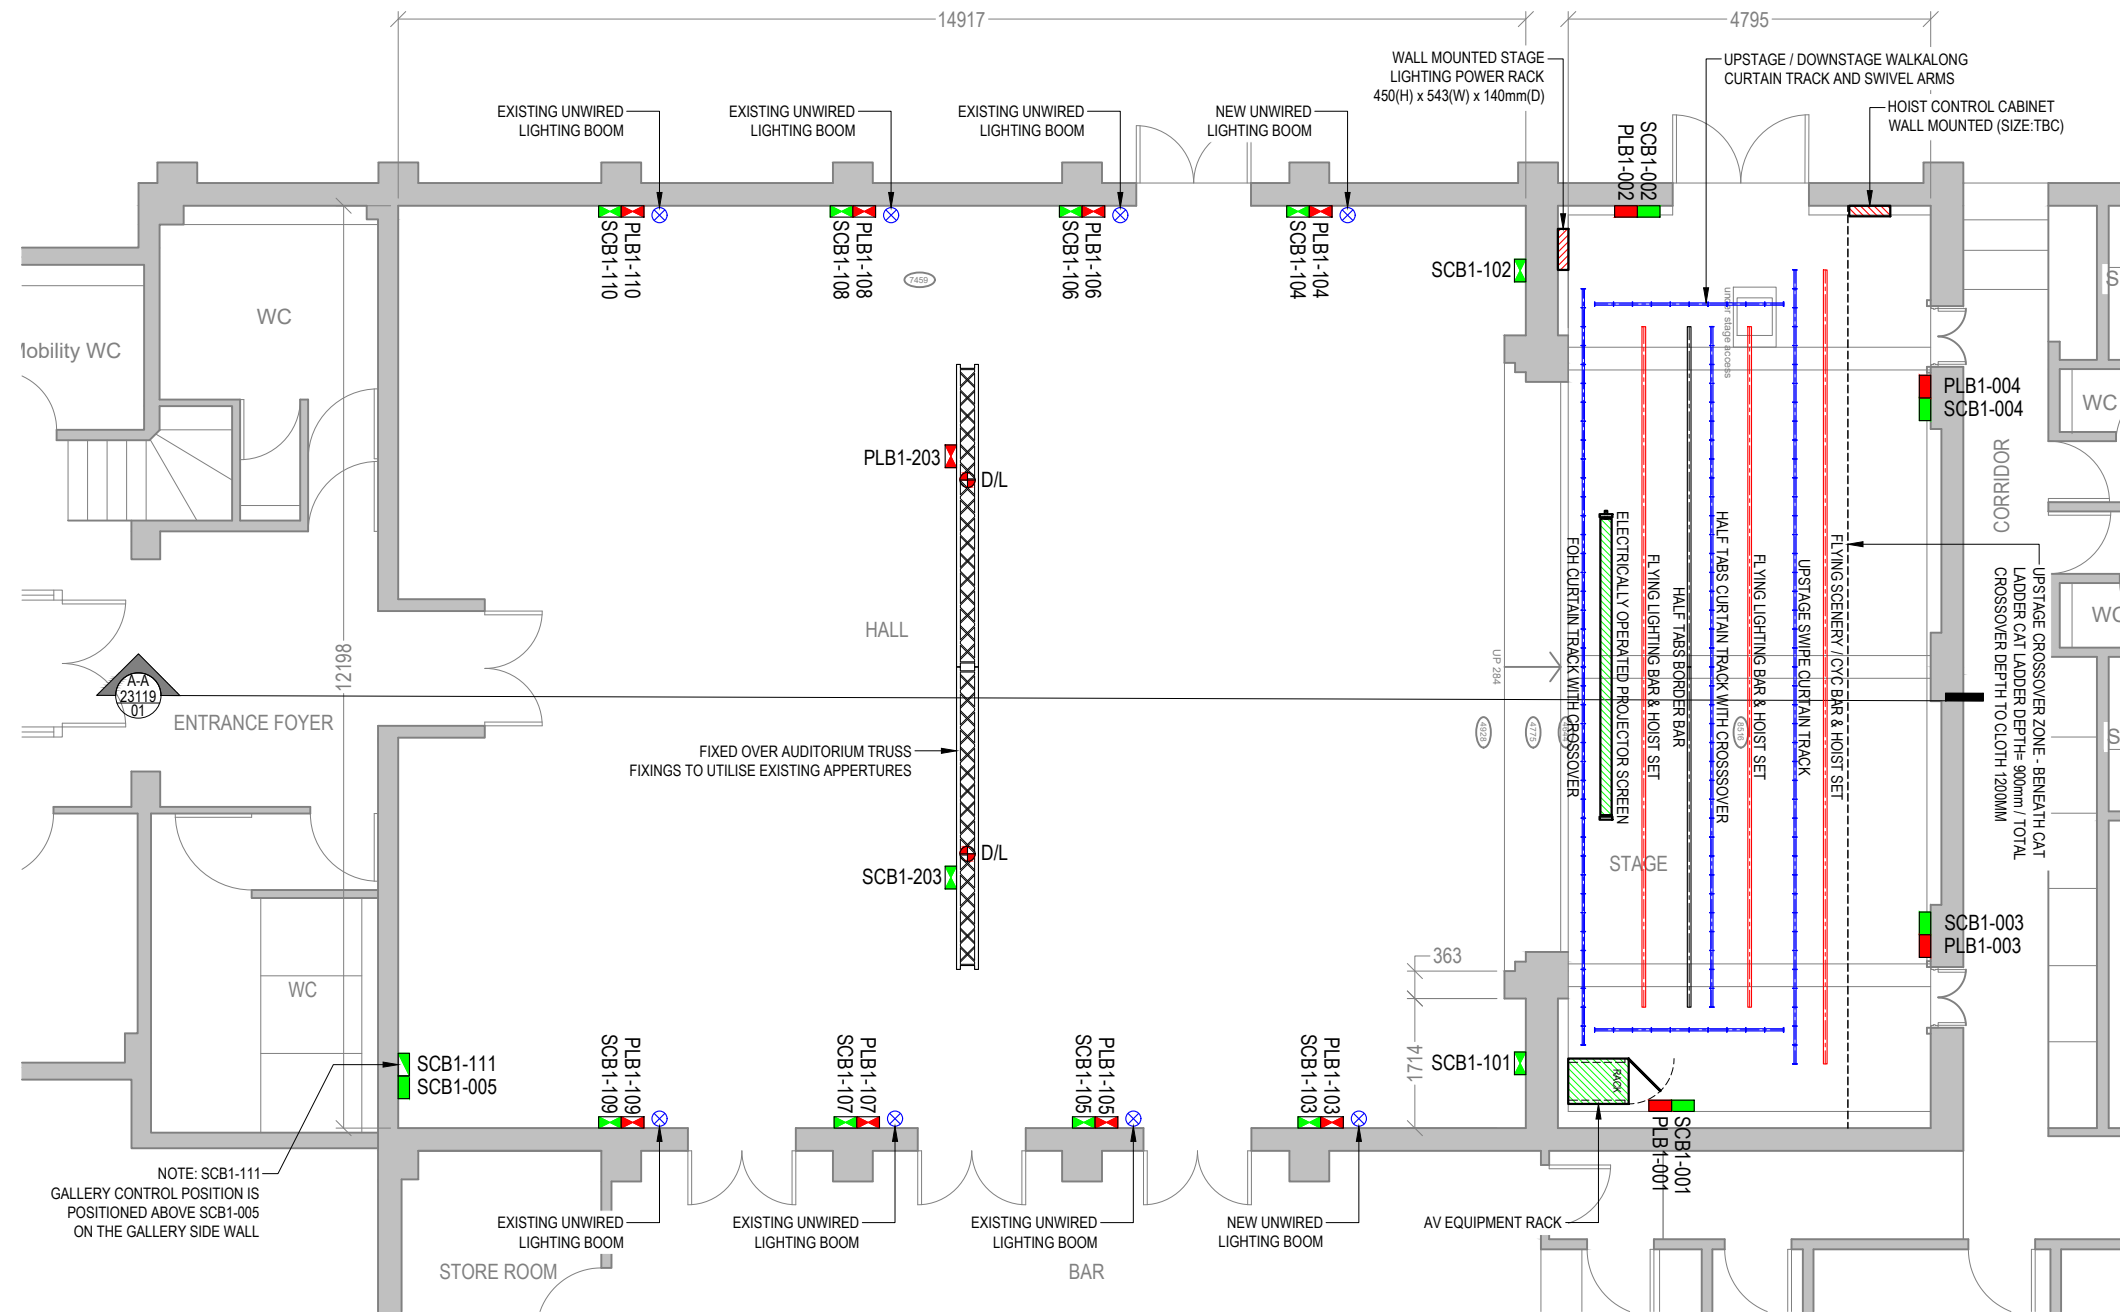 14917
4795
WALL MOUNTED STAGE
LIGHTING POWER RACK
450(H) x 543(W) x 140mm(D)
UPSTAGE / DOWNSTAGE WALKALONG
CURTAIN TRACK AND SWIVEL ARMS
HOIST CONTROL CABINET
WALL MOUNTED (SIZE:TBC)
EXISTING UNWIRED
LIGHTING BOOM
EXISTING UNWIRED
LIGHTING BOOM
EXISTING UNWIRED
LIGHTING BOOM
NEW UNWIRED
LIGHTING BOOM
SCB1-002
PLB1-002
PLB1-110
SCB1-110
PLB1-108
SCB1-108
PLB1-106
SCB1-106
PLB1-104
SCB1-104
SCB1-102
7459
WC
Mobility WC
WC
under stage access
PLB1-004
SCB1-004
CORRIDOR
PLB1-203
D/L
HALL
12198
A-A
23119
01
ENTRANCE FOYER
FIXED OVER AUDITORIUM TRUSS
FIXINGS TO UTILISE EXISTING APPERTURES
D/L
SCB1-203
UP 284
4928
4775
8516
FOH CURTAIN TRACK WITH CROSSOVER
ELECTRICALLY OPERATED PROJECTOR SCREEN
FLYING LIGHTING BAR & HOIST SET
HALF TABS BORDER BAR
HALF TABS CURTAIN TRACK WITH CROSSSOVER
FLYING LIGHTING BAR & HOIST SET
UPSTAGE SWIPE CURTAIN TRACK
FLYING SCENERY / CYC BAR & HOIST SET
UPSTAGE CROSSOVER ZONE - BENEATH CAT
LADDER CAT LADDER DEPTH= 900mm / TOTAL
CROSSOVER DEPTH TO CLOTH 1200MM
WC
STAGE
SCB1-003
PLB1-003
363
1714
WC
SCB1-111
SCB1-005
SCB1-101
RACK
PLB1-109
SCB1-109
PLB1-107
SCB1-107
PLB1-105
SCB1-105
PLB1-103
SCB1-103
SCB1-001
PLB1-001
NOTE: SCB1-111
GALLERY CONTROL POSITION IS
POSITIONED ABOVE SCB1-005
ON THE GALLERY SIDE WALL
EXISTING UNWIRED
LIGHTING BOOM
EXISTING UNWIRED
LIGHTING BOOM
EXISTING UNWIRED
LIGHTING BOOM
NEW UNWIRED
LIGHTING BOOM
AV EQUIPMENT RACK
STORE ROOM
BAR